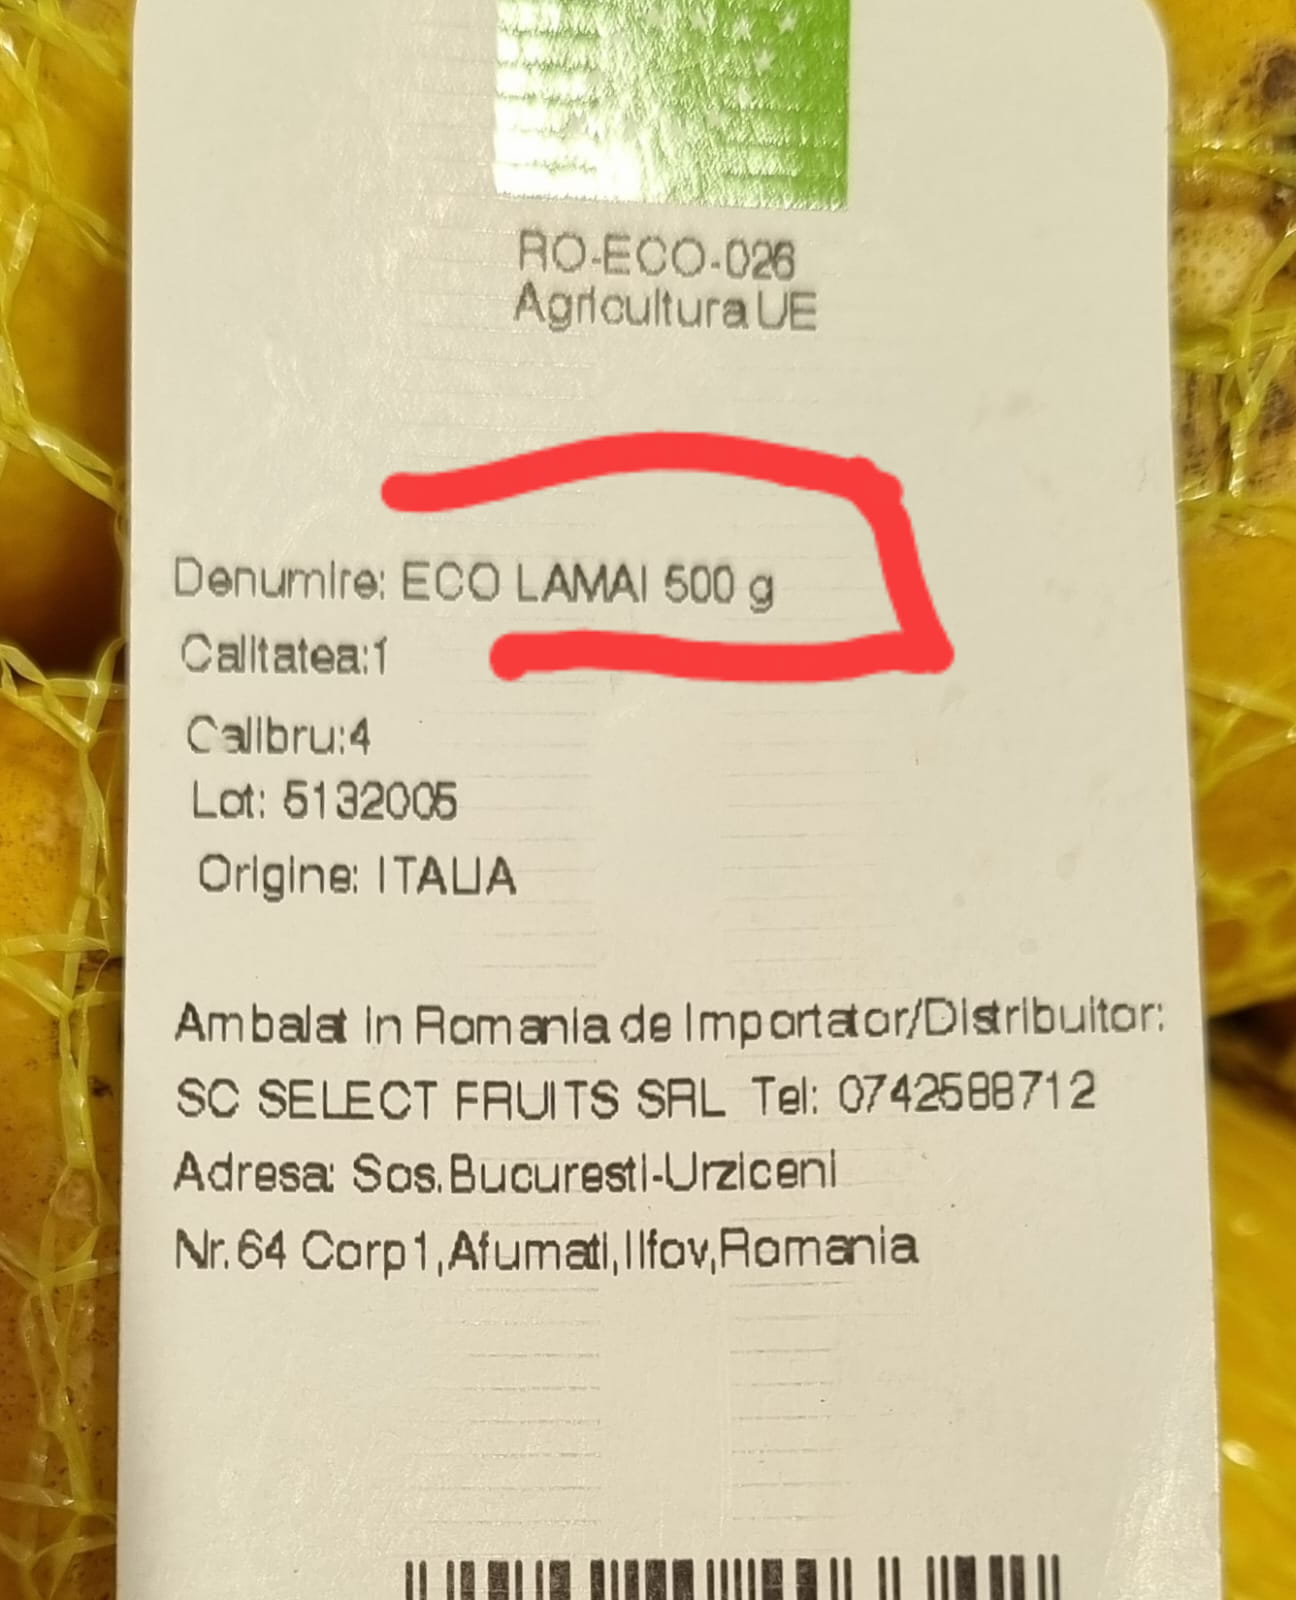 RO-ECO-026
Agricultura UE
Denumire: ECO LAMAI 500 g
Calitatea:1
Calibru:4
Lot: 5132005
Origine: ITALIA
Ambalat in Romania de Importator/Distribuitor:
SC SELECT FRUITS SRL Tel: 0742588712
Adresa: Sos.Bucuresti-Urziceni
Nr.64 Corp1,Afumati,Ilfov,Romania